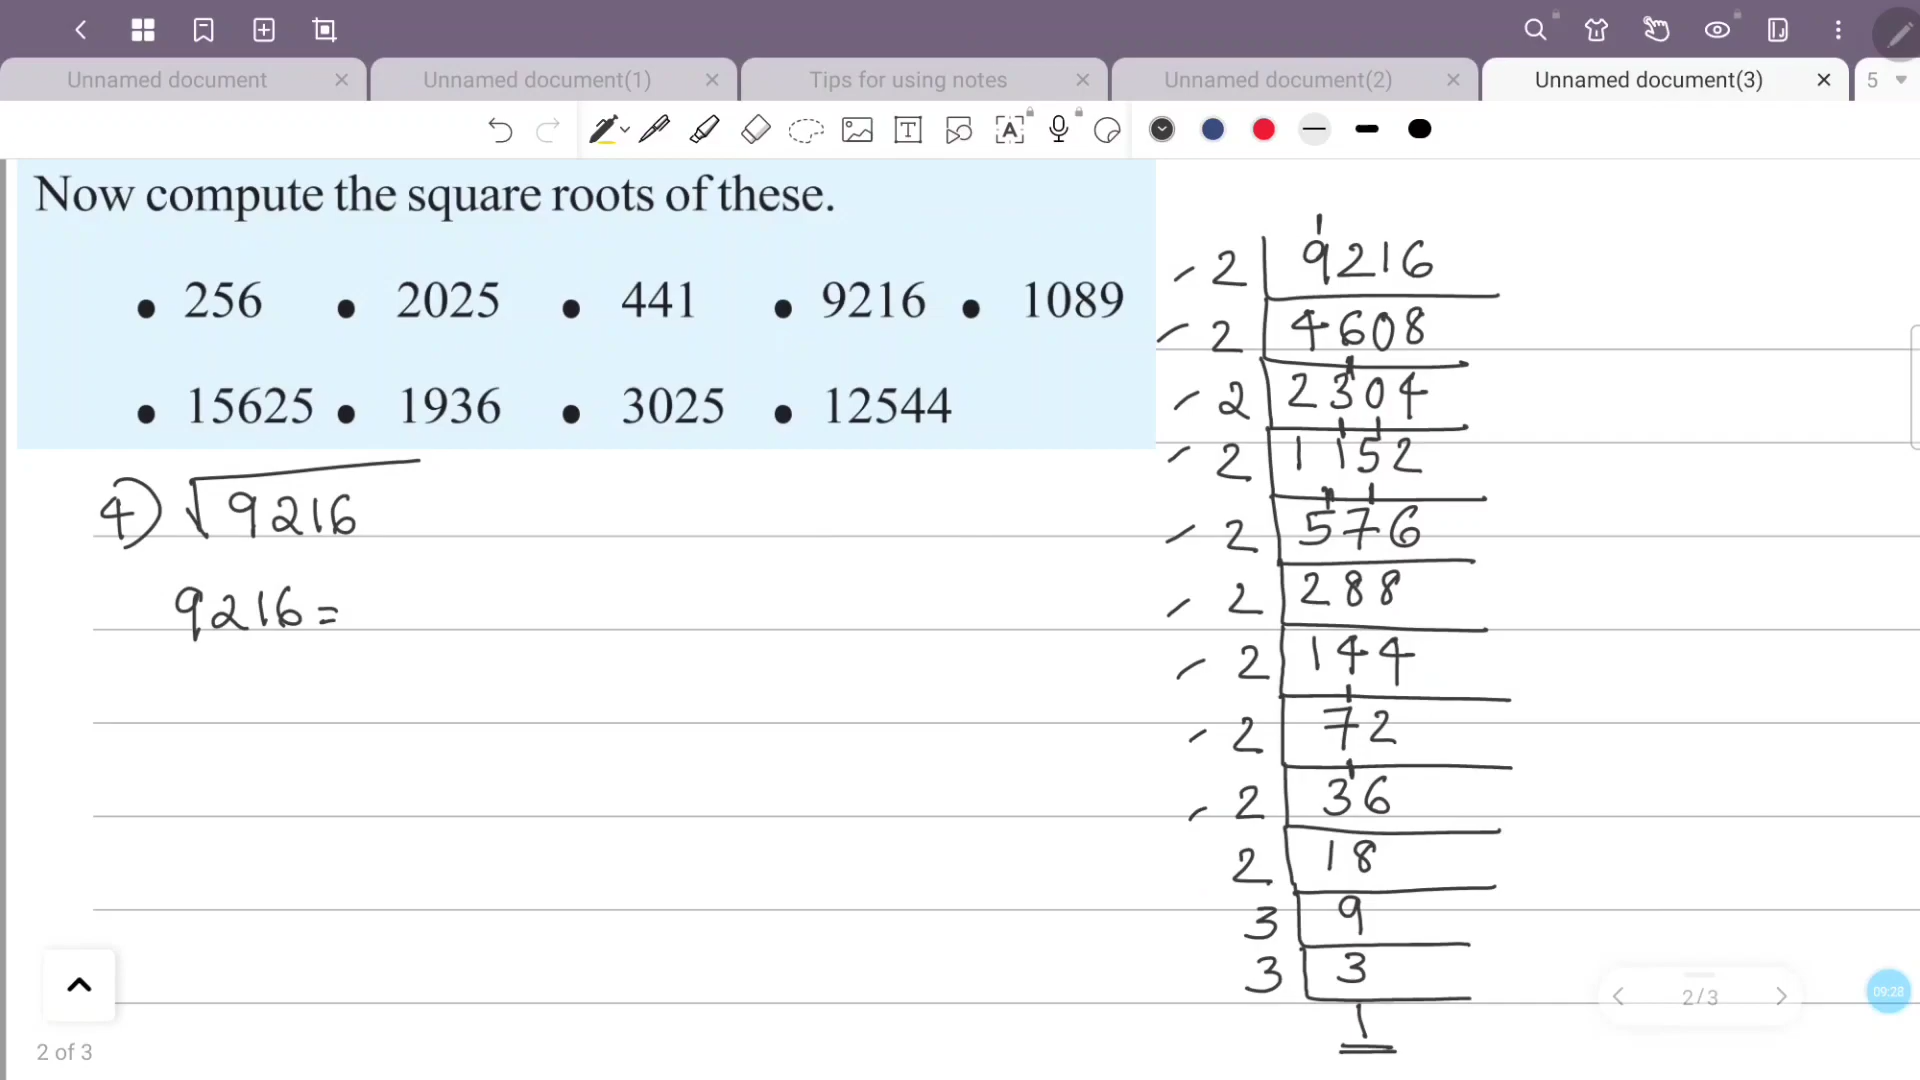 Unnamed document
Unnamed document(1)
Tips for using notes
Unnamed document(2)
Unnamed document(3)
5
Now compute the square roots of these.
• 256 • 2025 • 441 • 9216 • 1089
• 15625 • 1936 • 3025 • 12544
4) √9216
9216 =
2 9216
2 4608
2 2304
2 1152
2 576
2 288
2 144
2 72
2 36
2 18
3 9
3 3
1
2/3
09:28
2 of 3